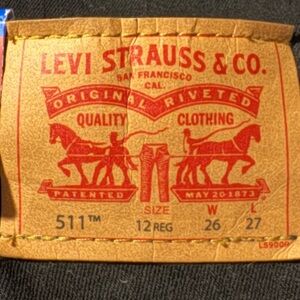 LEVI STRAUSS & CO.
SAN FRANCISCO
CAL.
ORIGINAL RIVETED
QUALITY CLOTHING
PATENTED MAY 20 1873
SIZE W L
511™ 12 REG 26 27